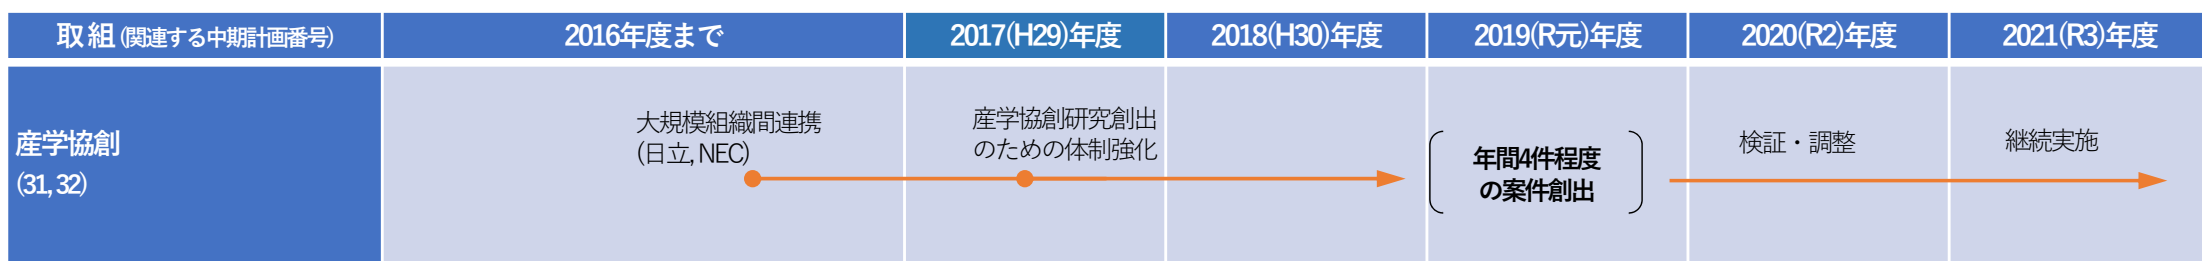 取組(関連する中期計画番号)
2016年度まで
2017(H29)年度
2018(H30)年度
2019(R元)年度
2020(R2)年度
2021(R3)年度
産学協創
(31, 32)
大規模組織間連携
(日立, NEC)
産学協創研究創出
のための体制強化
年間4件程度
の案件創出
検証・調整
継続実施